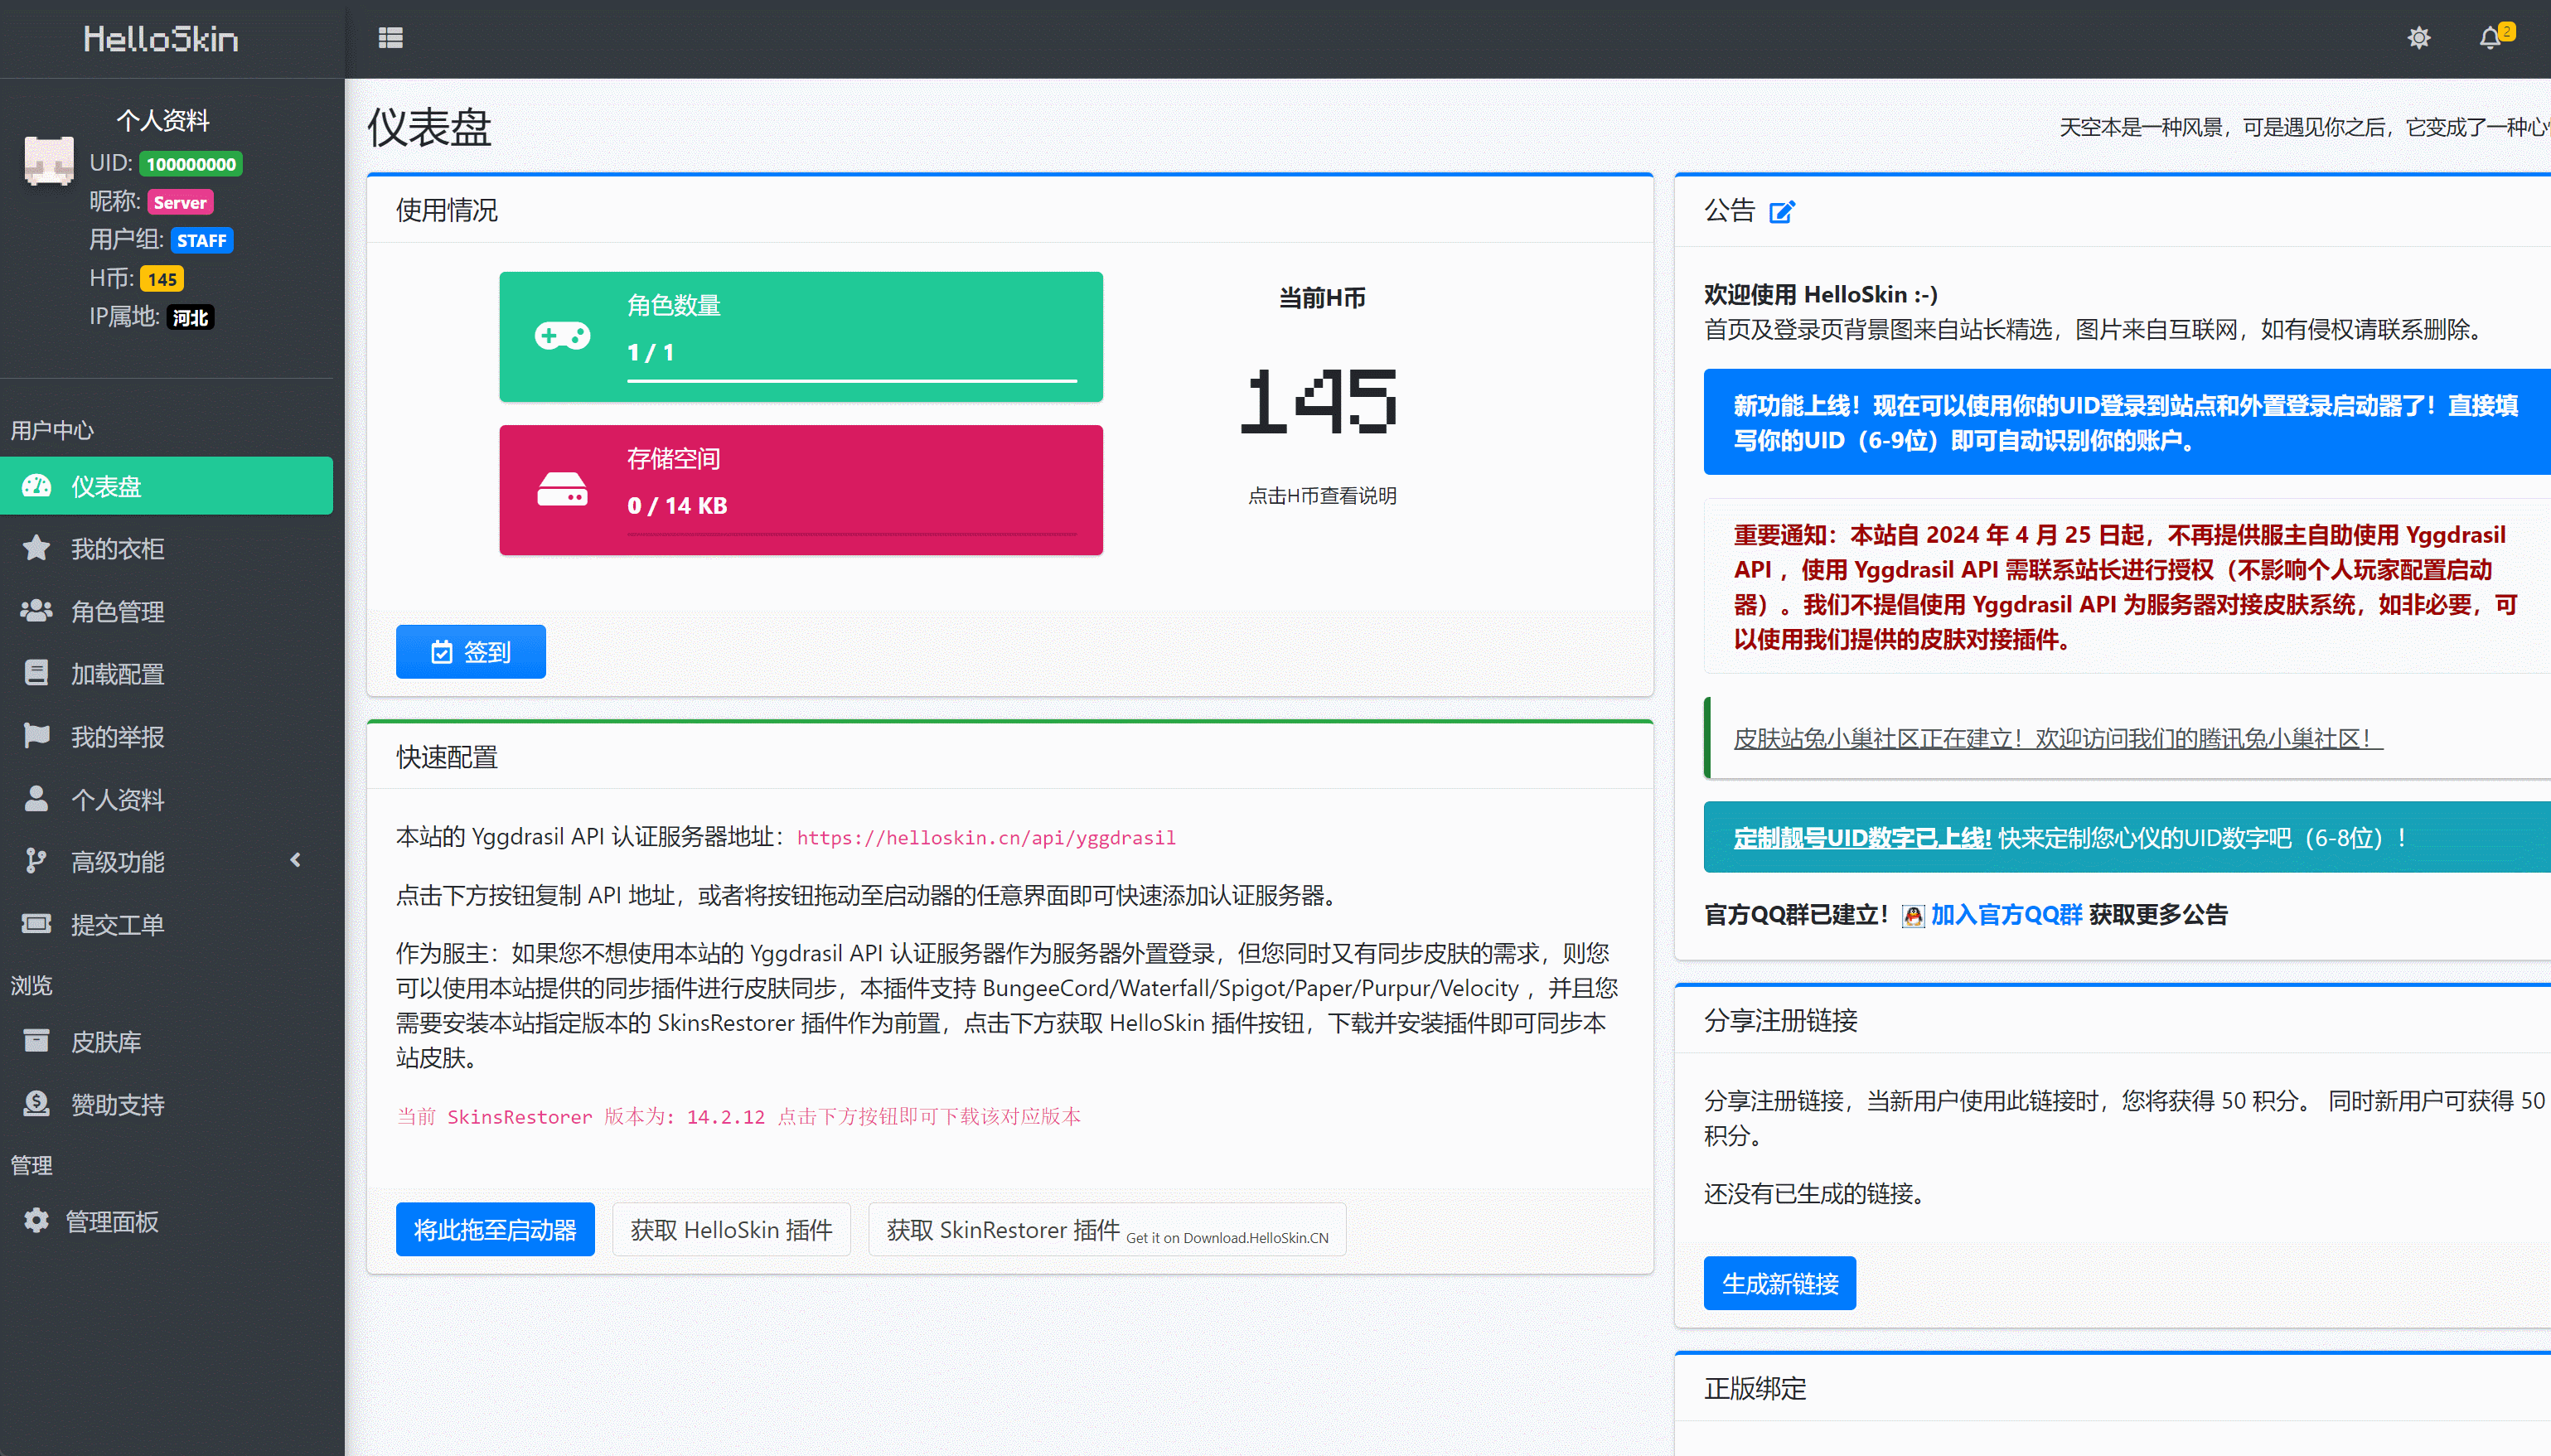 HelloSkin
2
个人资料
UID: 100000000
昵称: Server
用户组: STAFF
H币: 145
IP属地: 河北
用户中心
仪表盘
我的衣柜
角色管理
加载配置
我的举报
个人资料
高级功能
提交工单
浏览
皮肤库
赞助支持
管理
管理面板
仪表盘
天空本是一种风景，可是遇见你之后，它变成了一种心
使用情况
角色数量
1 / 1
存储空间
0 / 14 KB
当前H币
145
点击H币查看说明
签到
快速配置
本站的 Yggdrasil API 认证服务器地址：https://helloskin.cn/api/yggdrasil
点击下方按钮复制 API 地址，或者将按钮拖动至启动器的任意界面即可快速添加认证服务器。
作为服主：如果您不想使用本站的 Yggdrasil API 认证服务器作为服务器外置登录，但您同时又有同步皮肤的需求，则您
可以使用本站提供的同步插件进行皮肤同步，本插件支持 BungeeCord/Waterfall/Spigot/Paper/Purpur/Velocity ，并且您
需要安装本站指定版本的 SkinsRestorer 插件作为前置，点击下方获取 HelloSkin 插件按钮，下载并安装插件即可同步本
站皮肤。
当前 SkinsRestorer 版本为: 14.2.12 点击下方按钮即可下载该对应版本
将此拖至启动器
获取 HelloSkin 插件
获取 SkinRestorer 插件 Get it on Download.HelloSkin.CN
公告
欢迎使用 HelloSkin :-)
首页及登录页背景图来自站长精选，图片来自互联网，如有侵权请联系删除。
新功能上线！现在可以使用你的UID登录到站点和外置登录启动器了！直接填
写你的UID（6-9位）即可自动识别你的账户。
重要通知：本站自 2024 年 4 月 25 日起，不再提供服主自助使用 Yggdrasil
API ，使用 Yggdrasil API 需联系站长进行授权（不影响个人玩家配置启动
器）。我们不提倡使用 Yggdrasil API 为服务器对接皮肤系统，如非必要，可
以使用我们提供的皮肤对接插件。
皮肤站兔小巢社区正在建立！欢迎访问我们的腾讯兔小巢社区！
定制靓号UID数字已上线! 快来定制您心仪的UID数字吧（6-8位）！
官方QQ群已建立！ 加入官方QQ群 获取更多公告
分享注册链接
分享注册链接，当新用户使用此链接时，您将获得 50 积分。 同时新用户可获得 50
积分。
还没有已生成的链接。
生成新链接
正版绑定